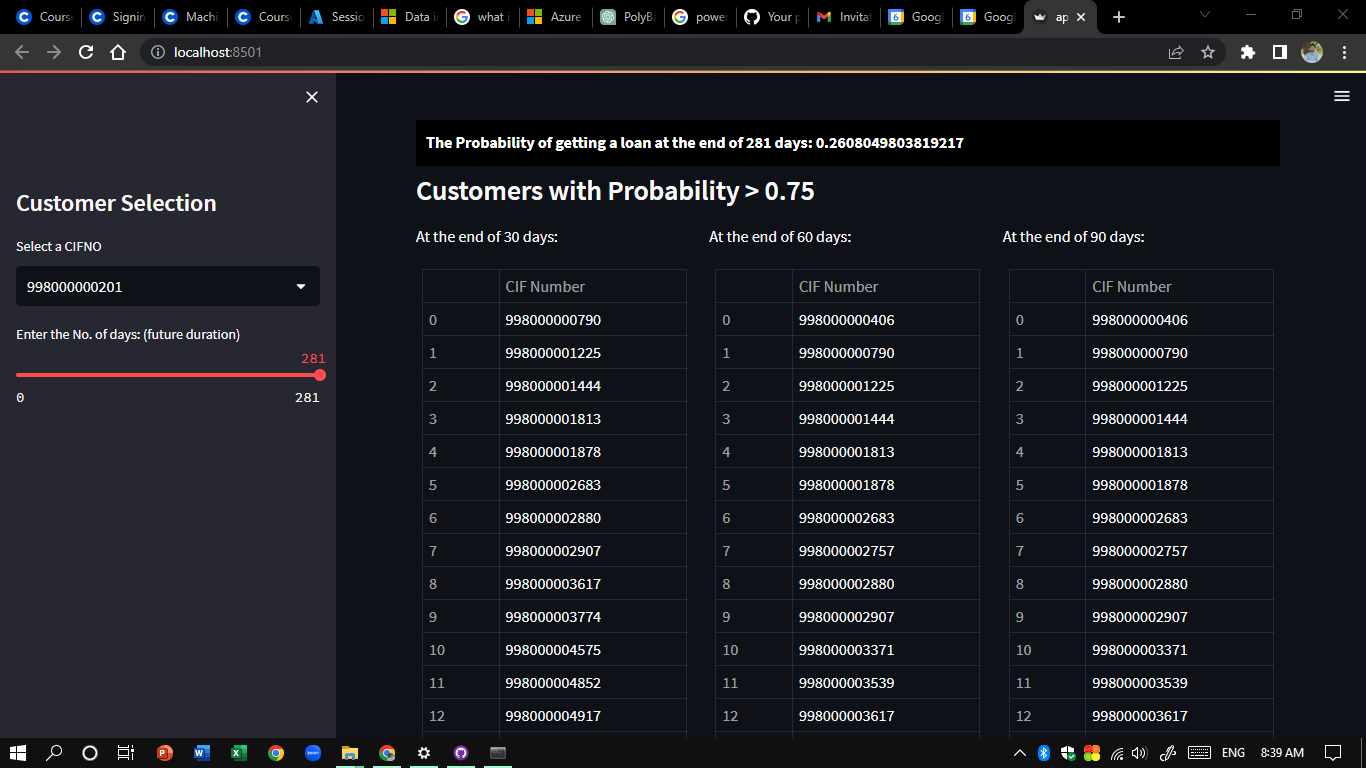 Course
Signin
Machi
Course
Sessio
Data i
what i
Azure
PolyBa
power
Your p
Invitat
Googl
Googl
ap
localhost:8501
The Probability of getting a loan at the end of 281 days: 0.2608049803819217
Customer Selection
Select a CIFNO
998000000201
Enter the No. of days: (future duration)
281
0 281
Customers with Probability > 0.75
At the end of 30 days:
CIF Number
0 998000000790
1 998000001225
2 998000001444
3 998000001813
4 998000001878
5 998000002683
6 998000002880
7 998000002907
8 998000003617
9 998000003774
10 998000004575
11 998000004852
12 998000004917
At the end of 60 days:
CIF Number
0 998000000406
1 998000000790
2 998000001225
3 998000001444
4 998000001813
5 998000001878
6 998000002683
7 998000002757
8 998000002880
9 998000002907
10 998000003371
11 998000003539
12 998000003617
At the end of 90 days:
CIF Number
0 998000000406
1 998000000790
2 998000001225
3 998000001444
4 998000001813
5 998000001878
6 998000002683
7 998000002757
8 998000002880
9 998000002907
10 998000003371
11 998000003539
12 998000003617
ENG 8:39 AM